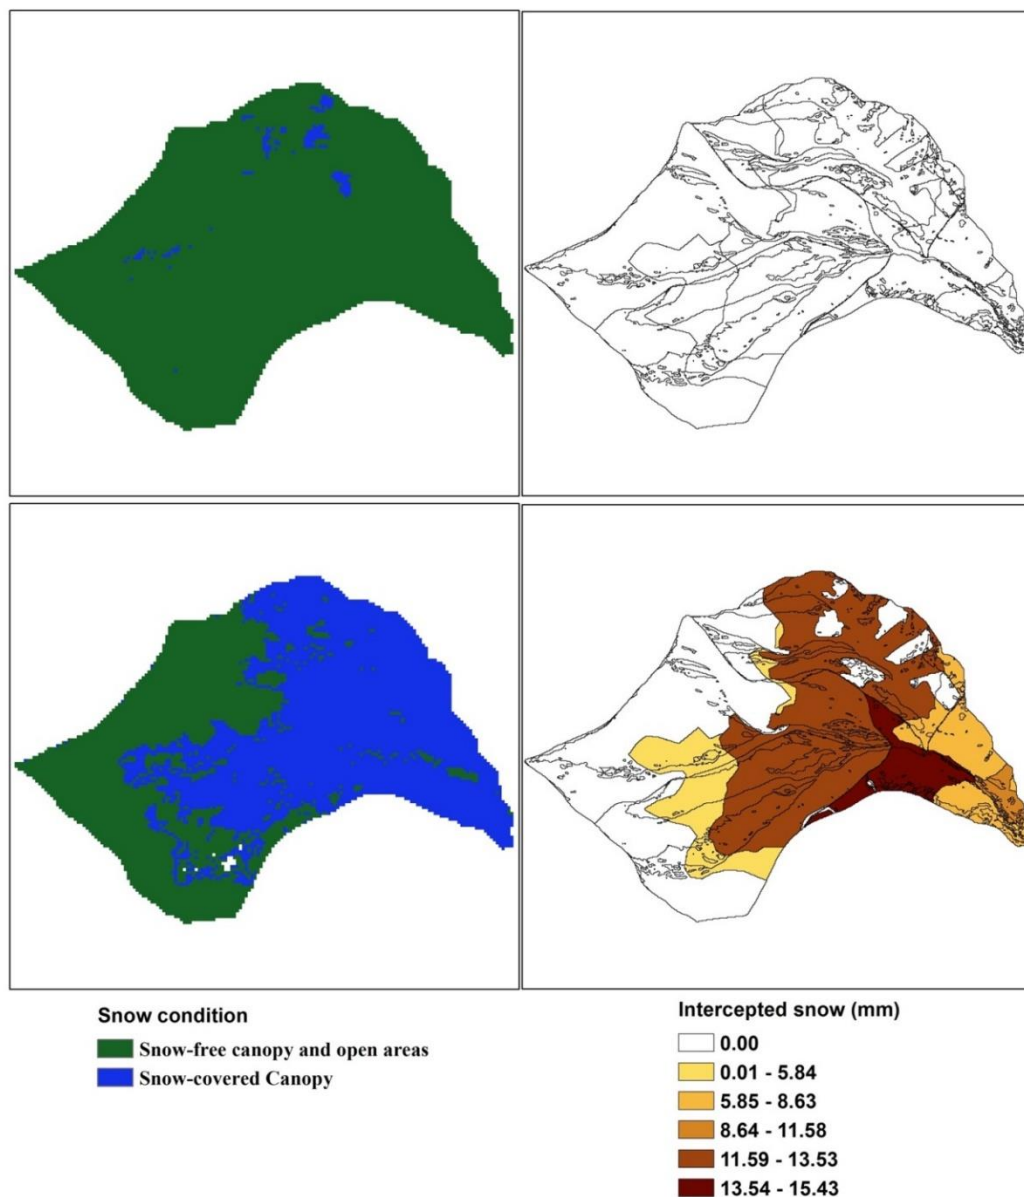 Snow condition
Snow-free canopy and open areas
Snow-covered Canopy
Intercepted snow (mm)
0.00
0.01 - 5.84
5.85 - 8.63
8.64 - 11.58
11.59 - 13.53
13.54 - 15.43